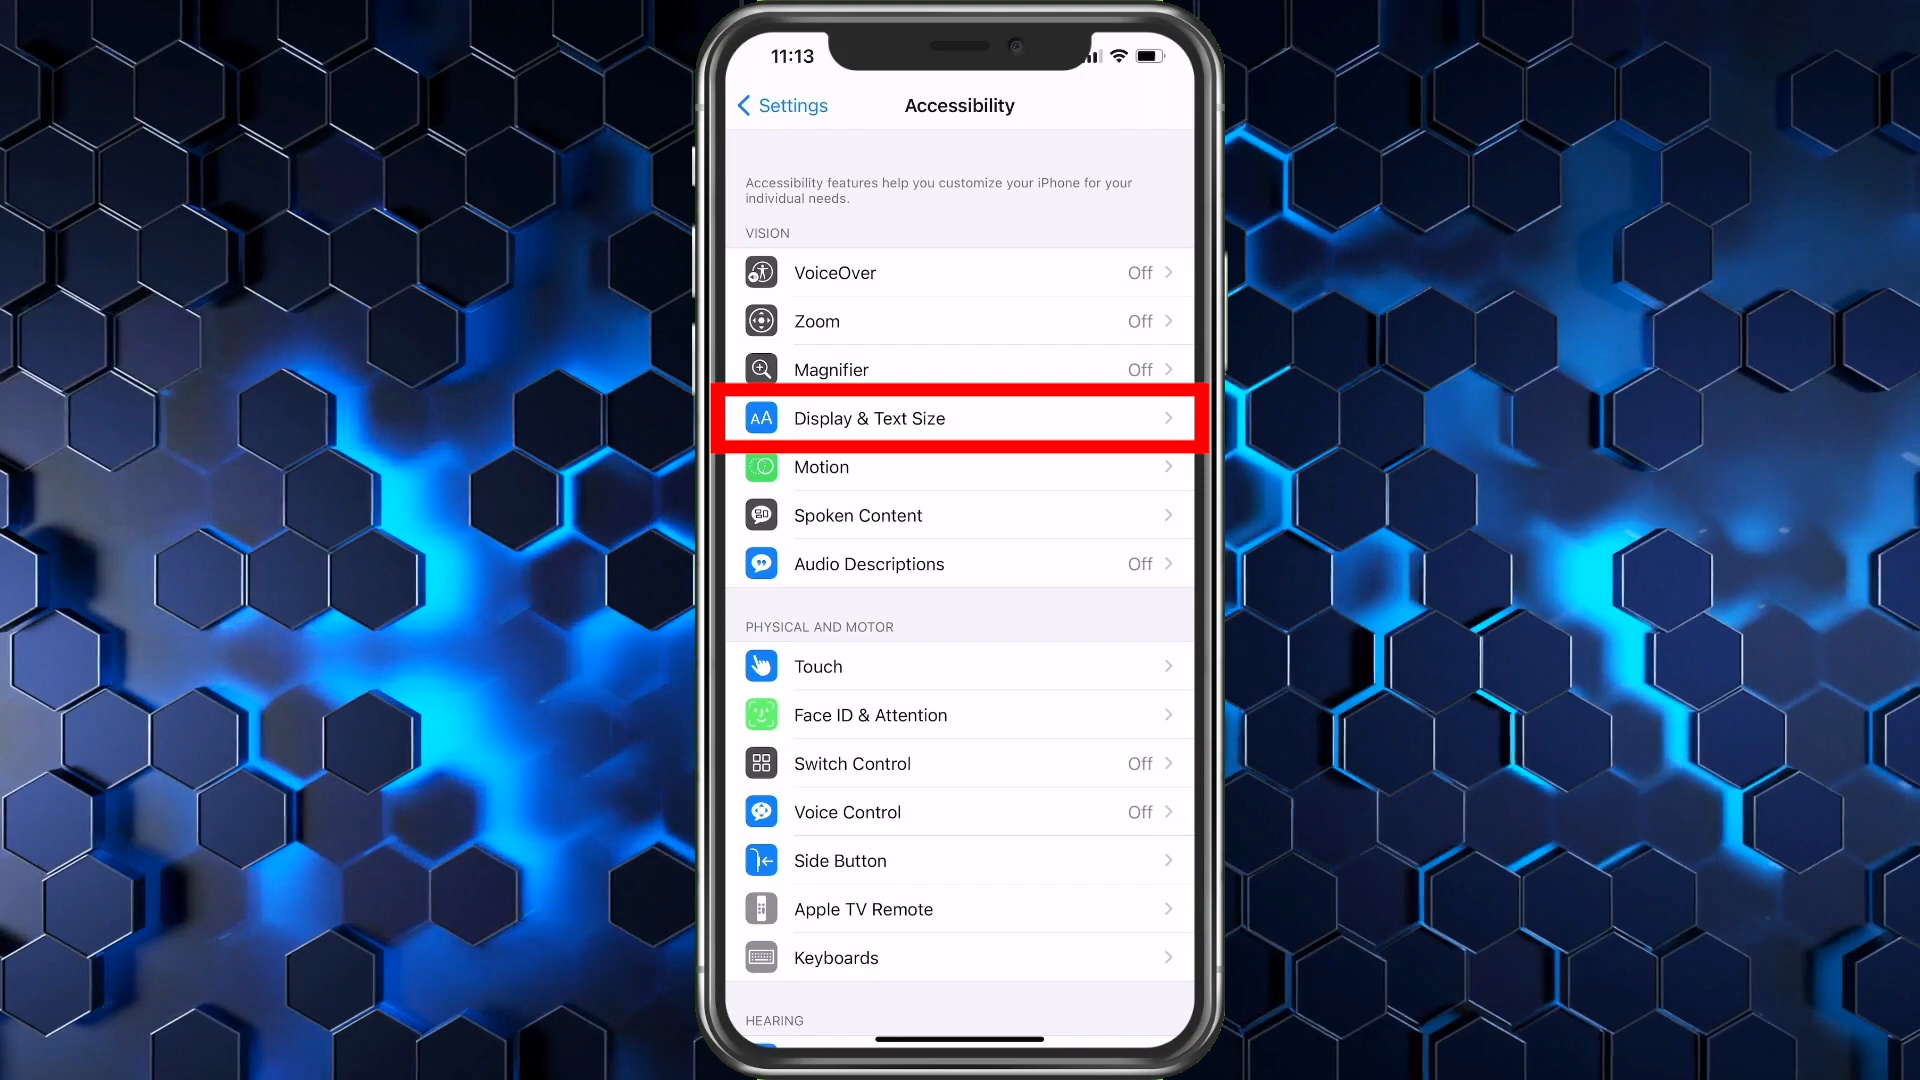 11:13
Settings
Accessibility
Accessibility features help you customize your iPhone for your
individual needs.
VISION
VoiceOver Off
Zoom Off
Magnifier Off
AA Display & Text Size
Motion
Spoken Content
Audio Descriptions Off
PHYSICAL AND MOTOR
Touch
Face ID & Attention
Switch Control Off
Voice Control Off
Side Button
Apple TV Remote
Keyboards
HEARING